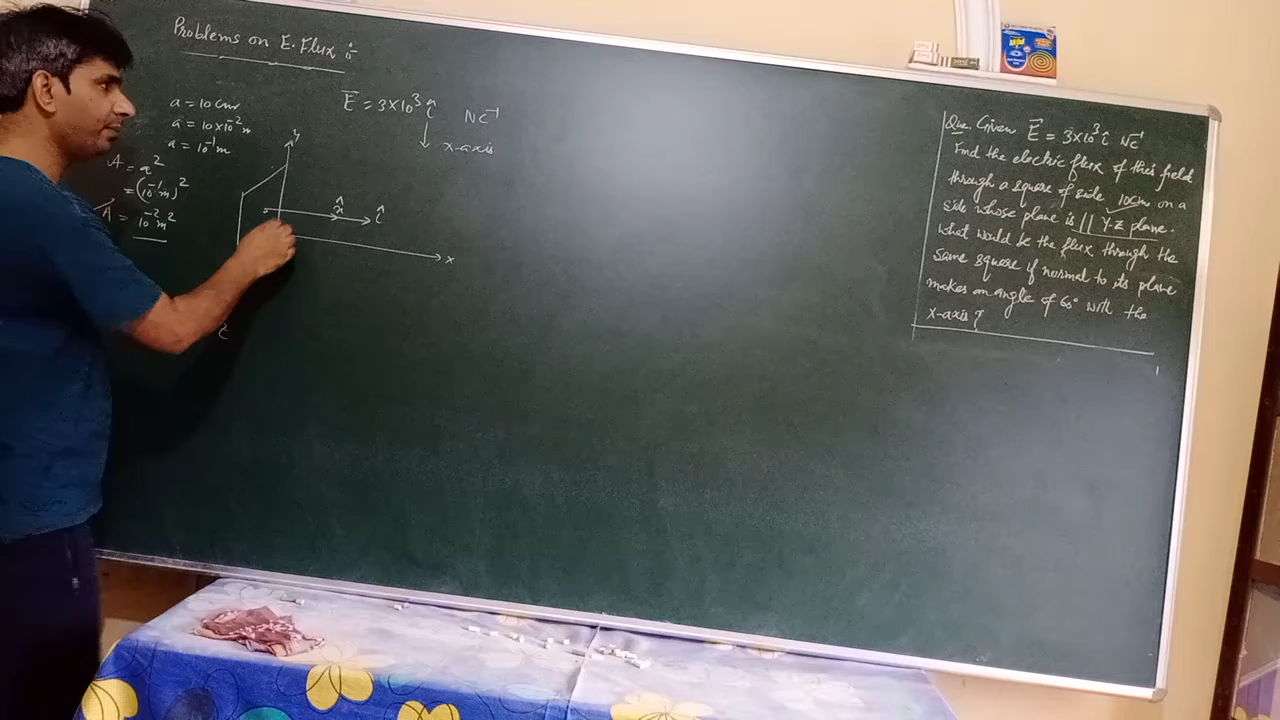 Problems on E. Flux :-
a = 10 cm
a = 10×10⁻² m
a = 10⁻¹ m
A = a²
= (10⁻¹m)²
A = 10⁻² m²
E⃗ = 3×10³ î NC⁻¹
x-axis
y
n̂
î
x
z
Que. Given E⃗ = 3×10³ î NC⁻¹
Find the electric flux of this field
through a square of side 10cm on a
side whose plane is || Y-Z plane.
what would be the flux through the
same square if normal to its plane
makes an angle of 60° with the
x-axis ?